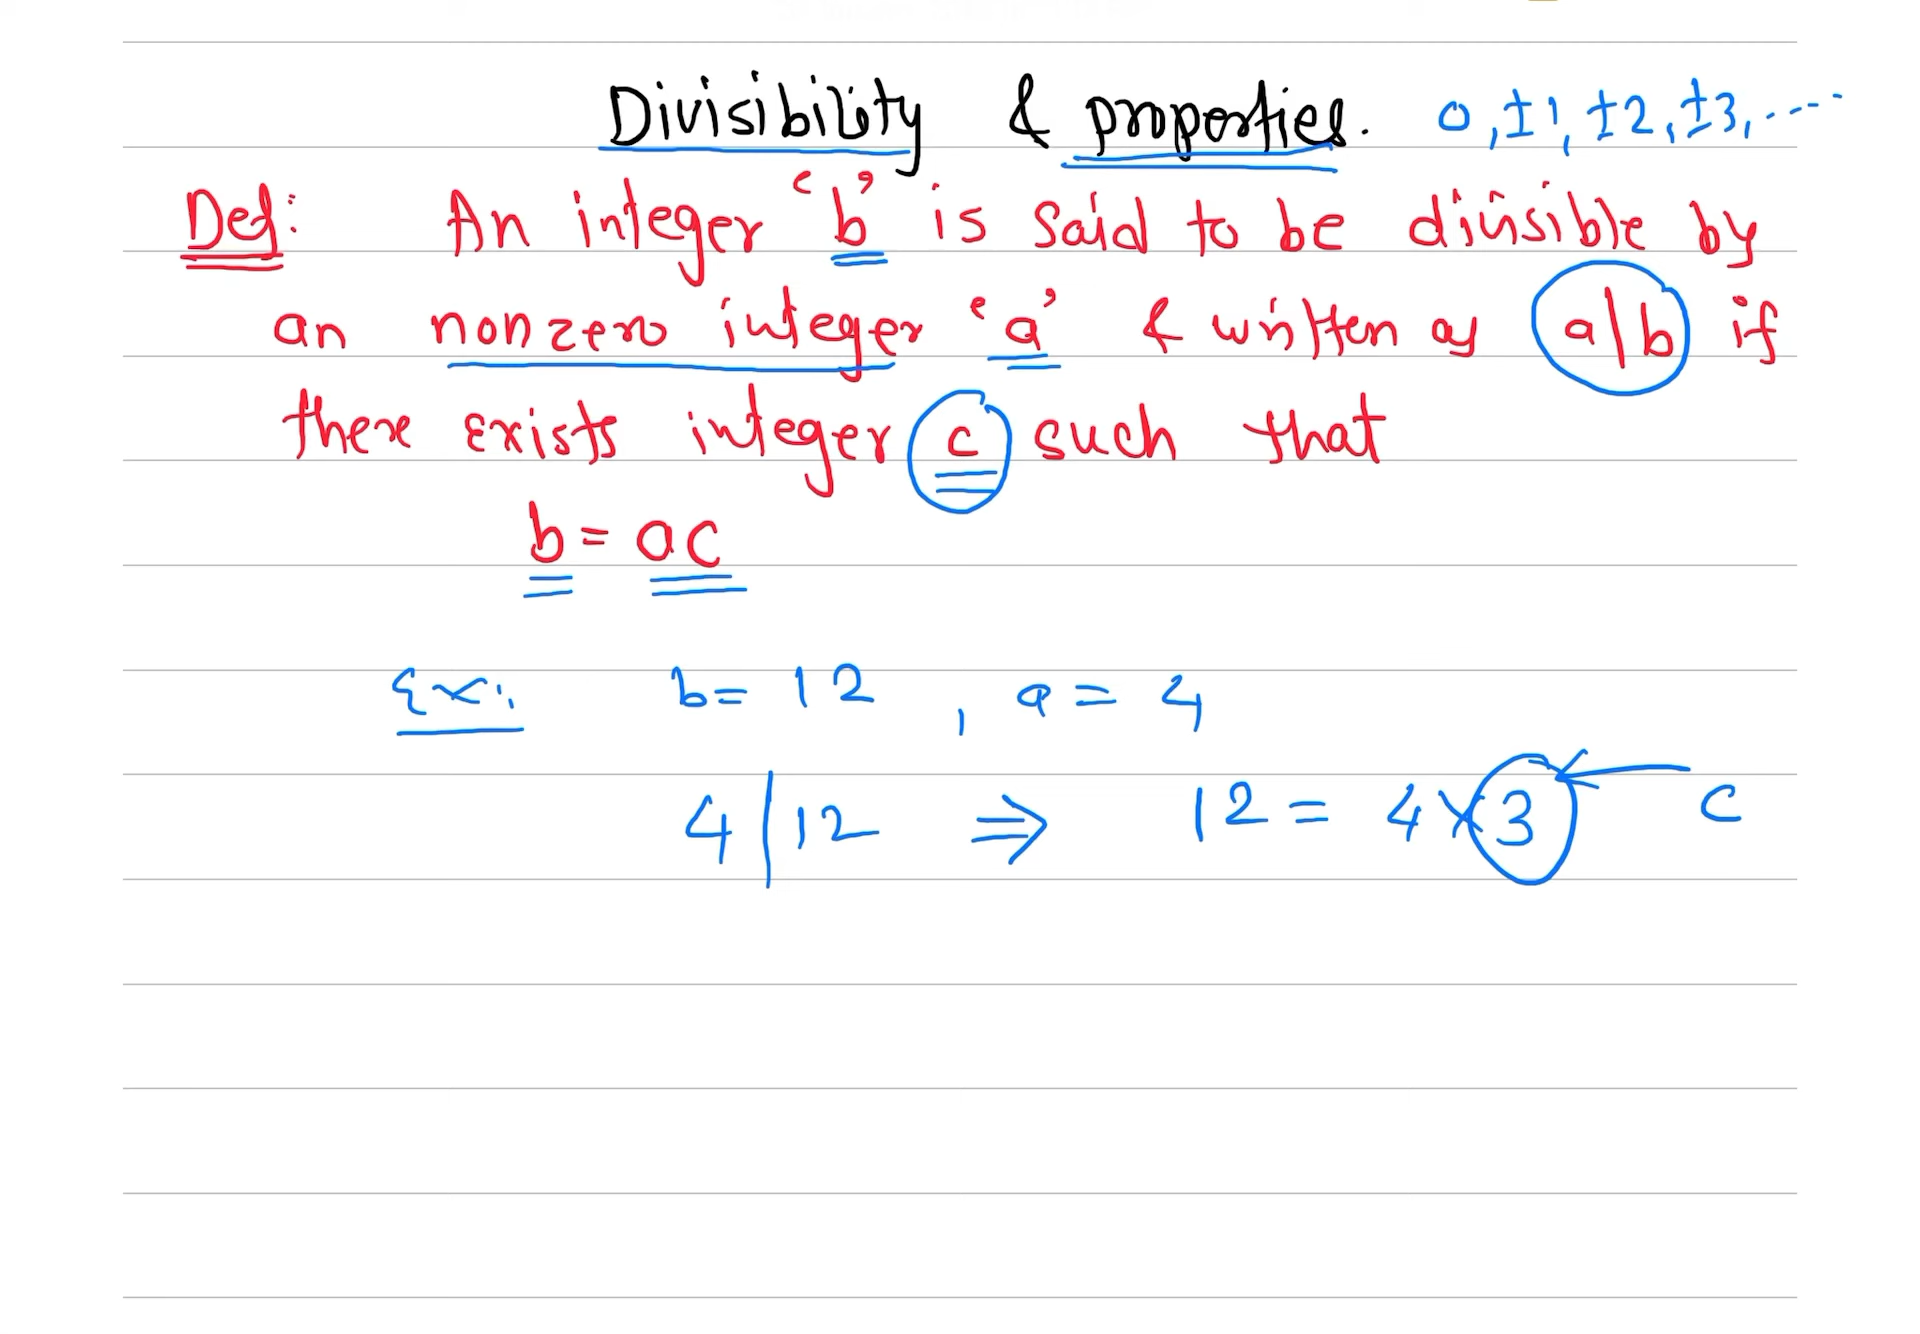 Divisibility & properties. 0, ±1, ±2, ±3, ----
Def: An integer 'b' is said to be divisible by
an nonzero integer 'a' & written as a|b if
there exists integer c such that
b = ac
Ex: b = 12, a = 4
4|12 ⇒ 12 = 4×3 ← c